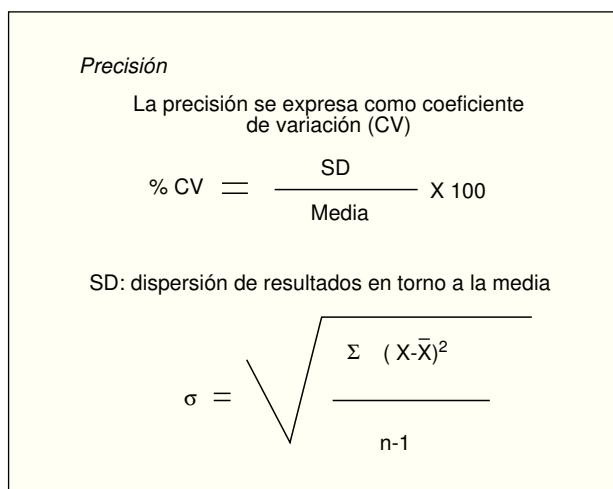 Precisión
La precisión se expresa como coeficiente
de variación (CV)
% CV = SD / Media X 100
SD: dispersión de resultados en torno a la media
σ = √ Σ (X-X̄)² / n-1